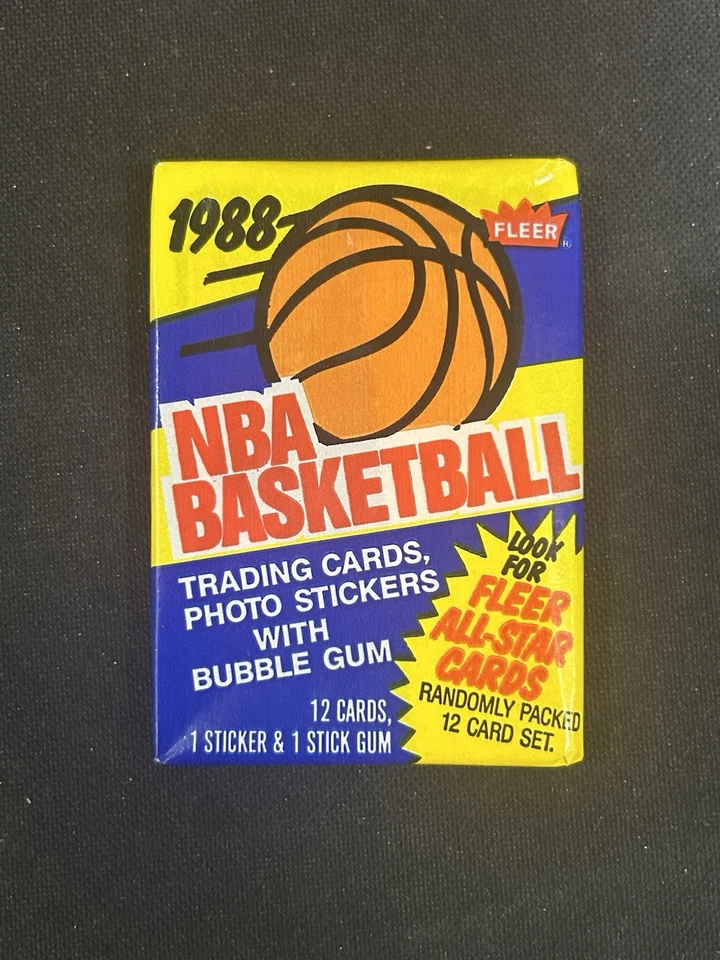 1988
FLEER
R
NBA
BASKETBALL
TRADING CARDS,
PHOTO STICKERS
WITH
BUBBLE GUM
12 CARDS,
1 STICKER & 1 STICK GUM
LOOK
FOR
FLEER
ALL-STAR
CARDS
RANDOMLY PACKED
12 CARD SET.